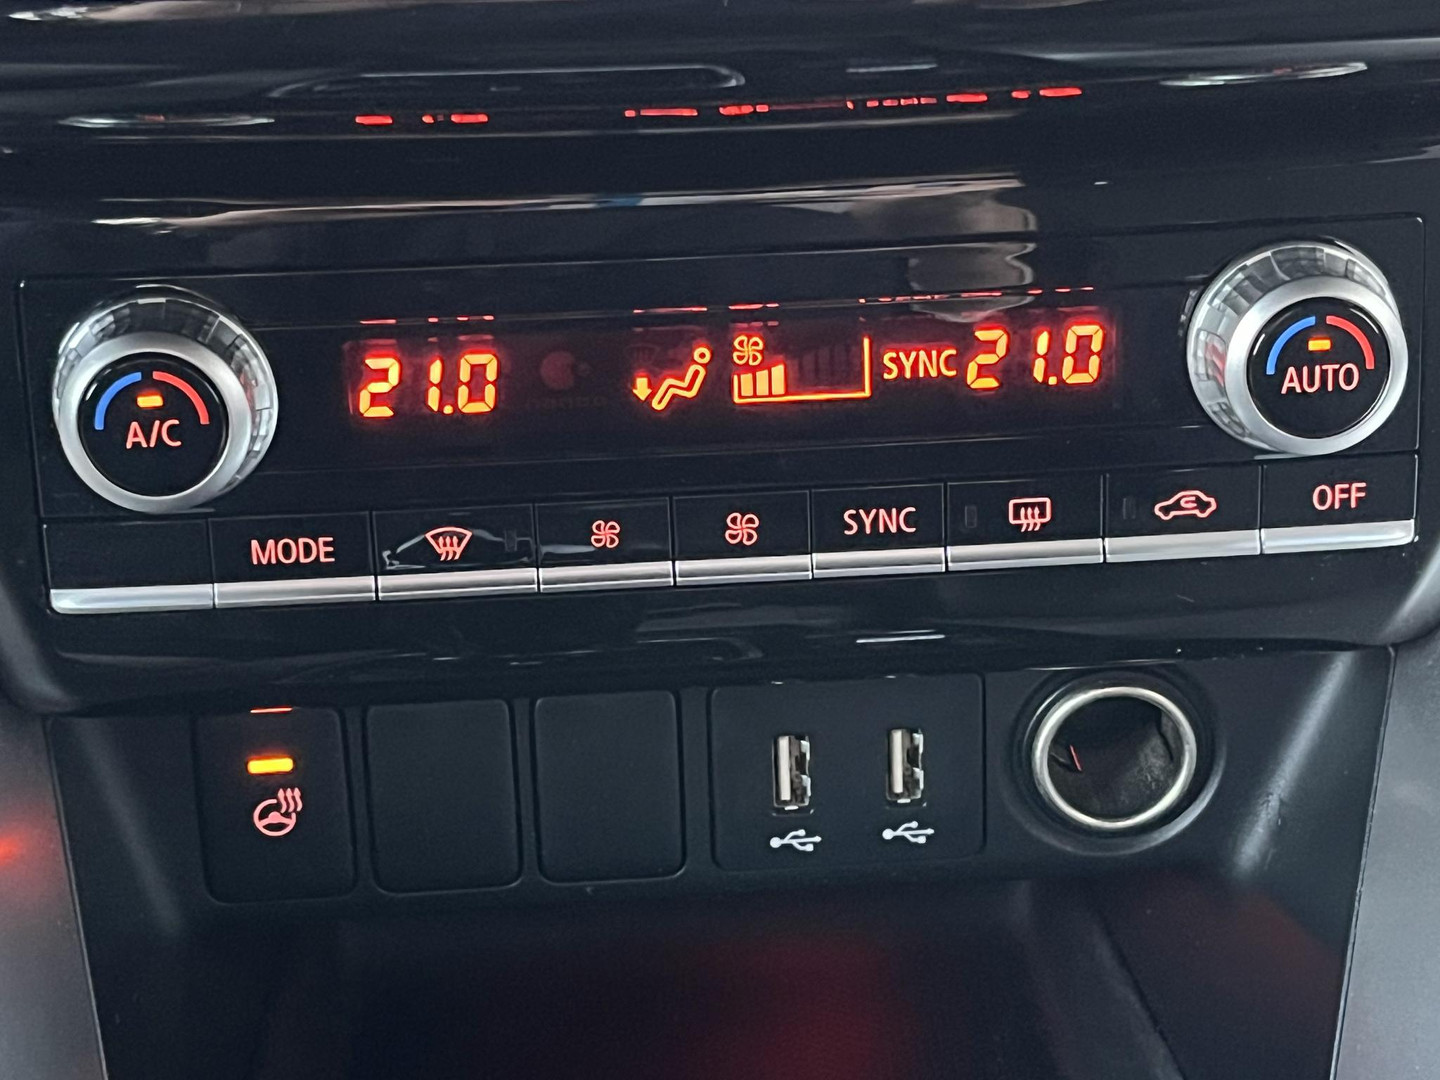 21.0 SYNC 21.0
A/C
AUTO
MODE SYNC OFF